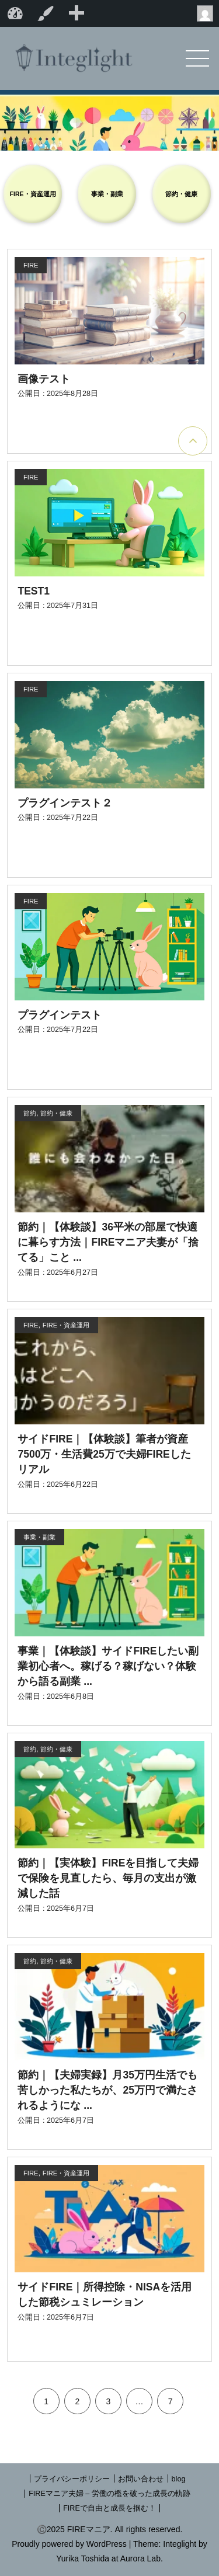 Integlight
FIRE・資産運用
事業・副業
節約・健康
FIRE
画像テスト
公開日 : 2025年8月28日
FIRE
TEST1
公開日 : 2025年7月31日
FIRE
プラグインテスト２
公開日 : 2025年7月22日
FIRE
プラグインテスト
公開日 : 2025年7月22日
節約, 節約・健康
誰にも会わなかった日、
節約｜【体験談】36平米の部屋で快適
に暮らす方法｜FIREマニア夫妻が「捨
てる」こと ...
公開日 : 2025年6月27日
FIRE, FIRE・資産運用
これから、
はどこへ
かうのだろう》
サイドFIRE｜【体験談】筆者が資産
7500万・生活費25万で夫婦FIREした
リアル
公開日 : 2025年6月22日
事業・副業
事業｜【体験談】サイドFIREしたい副
業初心者へ。稼げる？稼げない？体験
から語る副業 ...
公開日 : 2025年6月8日
節約, 節約・健康
節約｜【実体験】FIREを目指して夫婦
で保険を見直したら、毎月の支出が激
減した話
公開日 : 2025年6月7日
節約, 節約・健康
節約｜【夫婦実録】月35万円生活でも
苦しかった私たちが、25万円で満たさ
れるようにな ...
公開日 : 2025年6月7日
FIRE, FIRE・資産運用
サイドFIRE｜所得控除・NISAを活用
した節税シュミレーション
公開日 : 2025年6月7日
1 2 3 … 7
| プライバシーポリシー | お問い合わせ | blog
| FIREマニア夫婦 – 労働の檻を破った成長の軌跡
| FIREで自由と成長を掴む！ |
©2025 FIREマニア. All rights reserved.
Proudly powered by WordPress | Theme: Integlight by
Yurika Toshida at Aurora Lab.